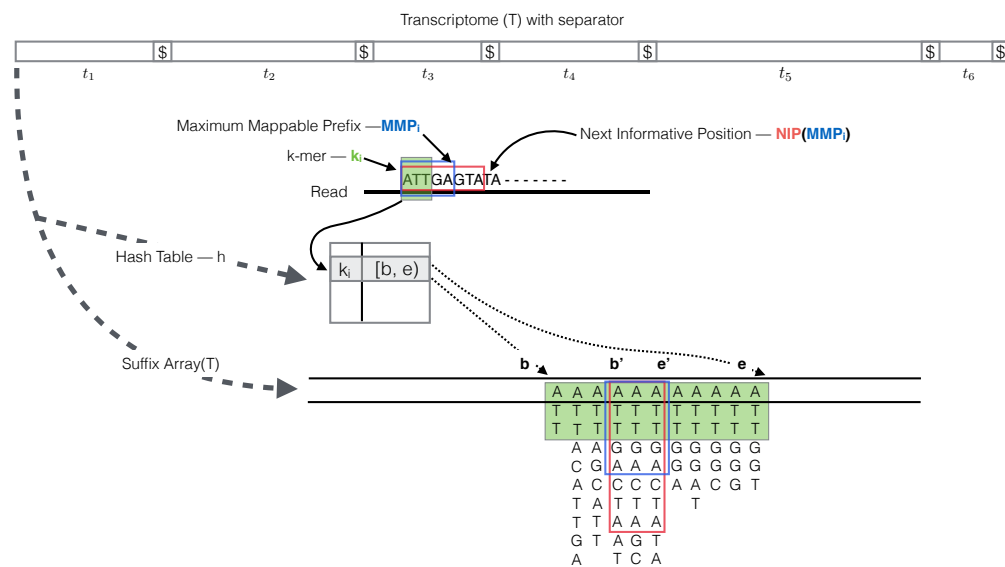 Transcriptome (T) with separator
$ $ $ $ $ $
t1 t2 t3 t4 t5 t6
Maximum Mappable Prefix —MMPi
Next Informative Position — NIP(MMPi)
k-mer — ki
ATTGAGTATA - - - - - - -
Read
Hash Table — h
ki [b, e)
Suffix Array(T)
b b’ e’ e
A A A A A A A A A A A
T T T T T T T T T T T
T T T T T T T T T T T
A A G G G G G G G G
C G A A A G G G G G
A C C C C A A C G T
T A T T T T
T T A A A
G T A G T
A T C A